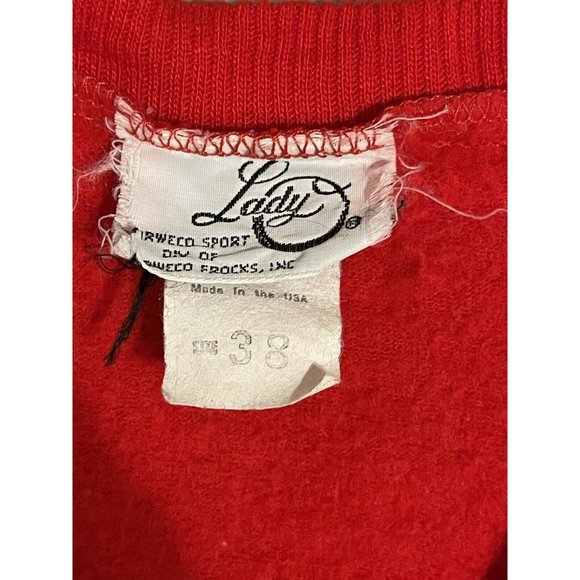 Lady
®
SPORT
DIV OF
FROCKS, INC
Made in the USA
SIZE 38